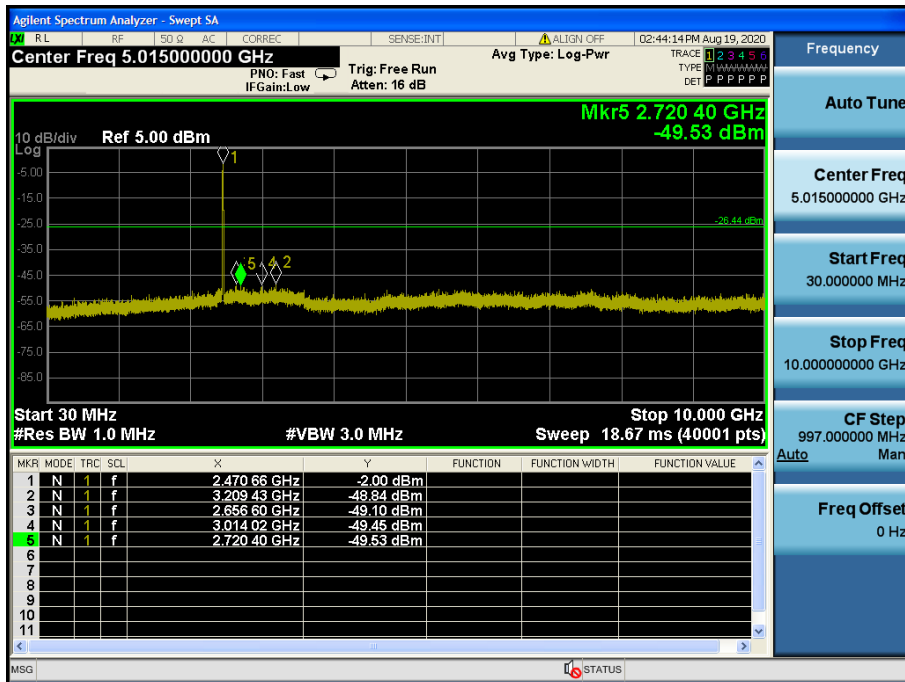 Agilent Spectrum Analyzer - Swept SA
LXI RL RF 50 Ω AC CORREC SENSE:INT ALIGN OFF 02:44:14 PM Aug 19, 2020
Center Freq 5.015000000 GHz
PNO: Fast
IFGain:Low
Trig: Free Run
Atten: 16 dB
Avg Type: Log-Pwr
TRACE 1 2 3 4 5 6
TYPE M WWWWW
DET P P P P P P
Mkr5 2.720 40 GHz
-49.53 dBm
10 dB/div Ref 5.00 dBm
Log
1
-5.00
-15.0
-25.0
-26.44 dBm
-35.0
5 4 2
-45.0
-55.0
-65.0
-75.0
-85.0
Start 30 MHz Stop 10.000 GHz
#Res BW 1.0 MHz #VBW 3.0 MHz Sweep 18.67 ms (40001 pts)
MKR MODE TRC SCL X Y FUNCTION FUNCTION WIDTH FUNCTION VALUE
1 N 1 f 2.470 66 GHz -2.00 dBm
2 N 1 f 3.209 43 GHz -48.84 dBm
3 N 1 f 2.656 60 GHz -49.10 dBm
4 N 1 f 3.014 02 GHz -49.45 dBm
5 N 1 f 2.720 40 GHz -49.53 dBm
6
7
8
9
10
11
MSG STATUS
Frequency
Auto Tune
Center Freq
5.015000000 GHz
Start Freq
30.000000 MHz
Stop Freq
10.000000000 GHz
CF Step
997.000000 MHz
Auto Man
Freq Offset
0 Hz